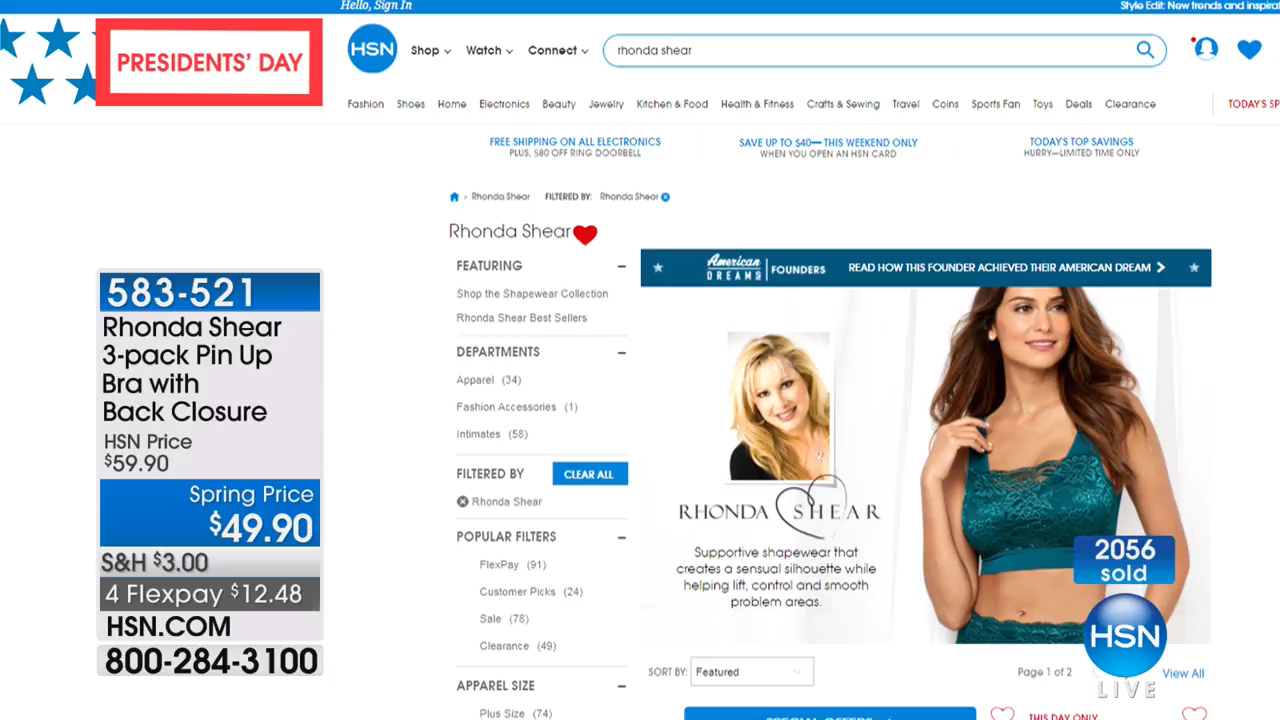 Hello, Sign In
Style Edit: New trends and
PRESIDENTS' DAY
HSN
Shop
Watch
Connect
rhonda shear
Fashion
Shoes
Home
Electronics
Beauty
Jewelry
Kitchen & Food
Health & Fitness
Crafts & Sewing
Travel
Coins
Sports Fan
Toys
Deals
Clearance
TODAY'S
FREE SHIPPING ON ALL ELECTRONICS
PLUS, $80 OFF RING DOORBELL
SAVE UP TO $40— THIS WEEKEND ONLY
WHEN YOU OPEN AN HSN CARD
TODAY'S TOP SAVINGS
HURRY—LIMITED TIME ONLY
> Rhonda Shear FILTERED BY: Rhonda Shear
Rhonda Shear
FEATURING
Shop the Shapewear Collection
Rhonda Shear Best Sellers
DEPARTMENTS
Apparel (34)
Fashion Accessories (1)
Intimates (58)
FILTERED BY
CLEAR ALL
Rhonda Shear
POPULAR FILTERS
FlexPay (91)
Customer Picks (24)
Sale (78)
Clearance (49)
APPAREL SIZE
Plus Size (74)
American
DREAMS
FOUNDERS
READ HOW THIS FOUNDER ACHIEVED THEIR AMERICAN DREAM
RHONDA SHEAR
Supportive shapewear that
creates a sensual silhouette while
helping lift, control and smooth
problem areas.
SORT BY: Featured
Page 1 of 2
View All
THIS DAY ONLY
583-521
Rhonda Shear
3-pack Pin Up
Bra with
Back Closure
HSN Price
$59.90
Spring Price
$49.90
S&H $3.00
4 Flexpay $12.48
HSN.COM
800-284-3100
2056
sold
HSN
LIVE